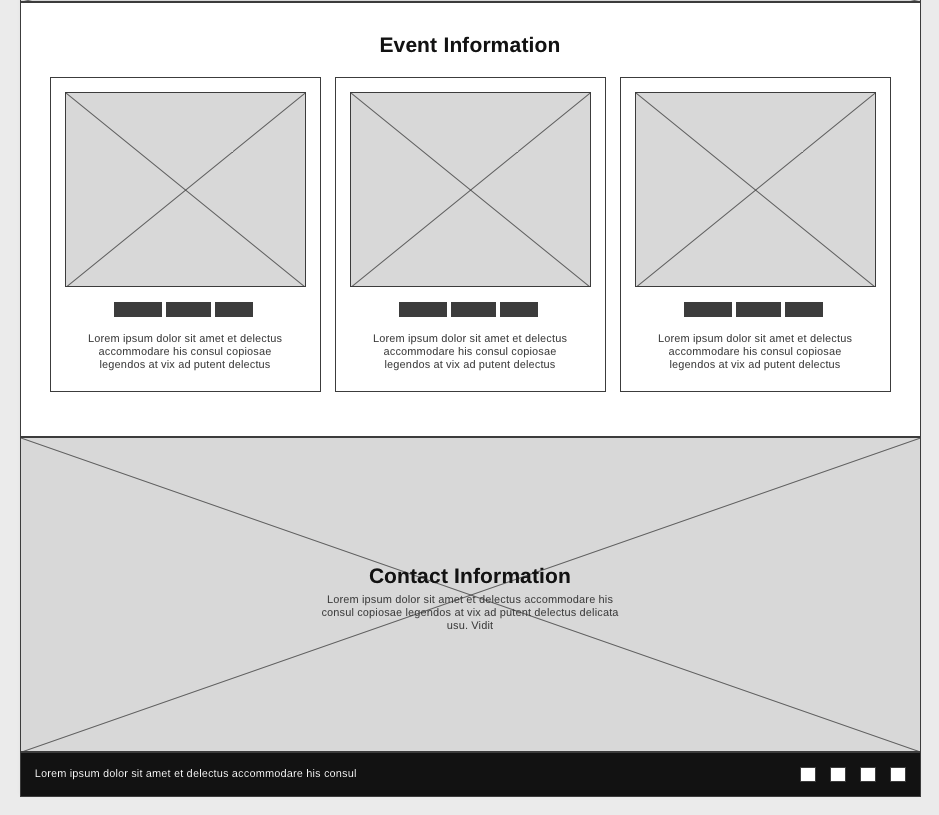 Event Information
Lorem ipsum dolor sit amet et delectus
accommodare his consul copiosae
legendos at vix ad putent delectus
Lorem ipsum dolor sit amet et delectus
accommodare his consul copiosae
legendos at vix ad putent delectus
Lorem ipsum dolor sit amet et delectus
accommodare his consul copiosae
legendos at vix ad putent delectus
Contact Information
Lorem ipsum dolor sit amet et delectus accommodare his
consul copiosae legendos at vix ad putent delectus delicata
usu. Vidit
Lorem ipsum dolor sit amet et delectus accommodare his consul